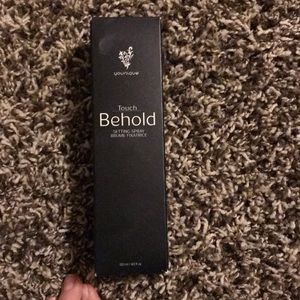 younique
Touch
Behold
SETTING SPRAY
BRUME FIXATRICE